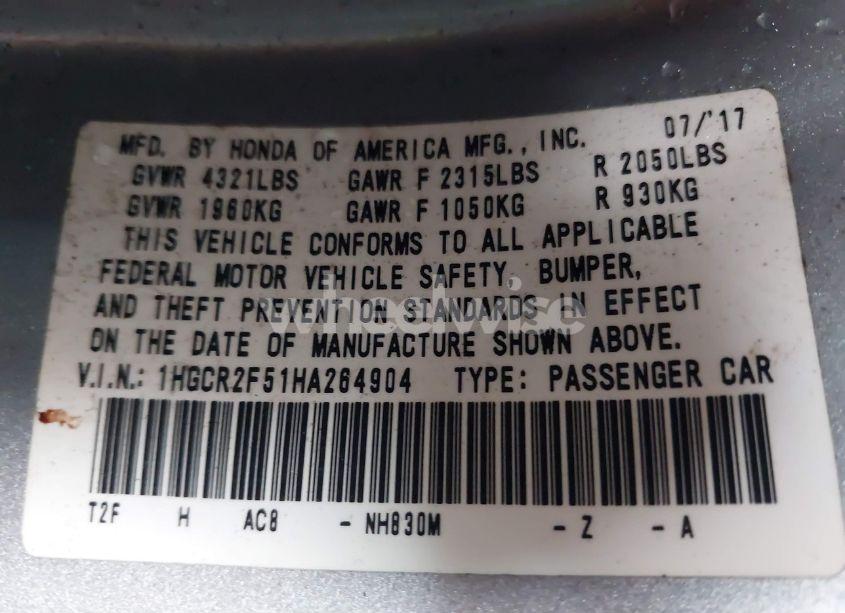 MFD. BY HONDA OF AMERICA MFG., INC. 07/'17
GVWR 4321LBS GAWR F 2315LBS R 2050LBS
GVWR 1960KG GAWR F 1050KG R 930KG
THIS VEHICLE CONFORMS TO ALL APPLICABLE
FEDERAL MOTOR VEHICLE SAFETY, BUMPER,
AND THEFT PREVENTION STANDARDS IN EFFECT
wheelwise
ON THE DATE OF MANUFACTURE SHOWN ABOVE.
V.I.N.: 1HGCR2F51HA264904 TYPE: PASSENGER CAR
T2F H AC8 - NH830M - Z - A